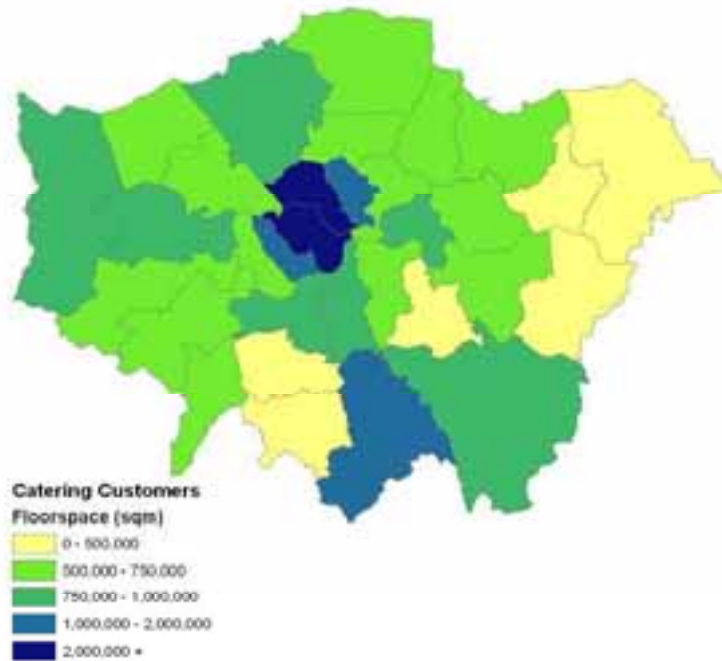 Catering Customers
Floorspace (sqm)
0 - 500,000
500,000 - 750,000
750,000 - 1,000,000
1,000,000 - 2,000,000
2,000,000 +